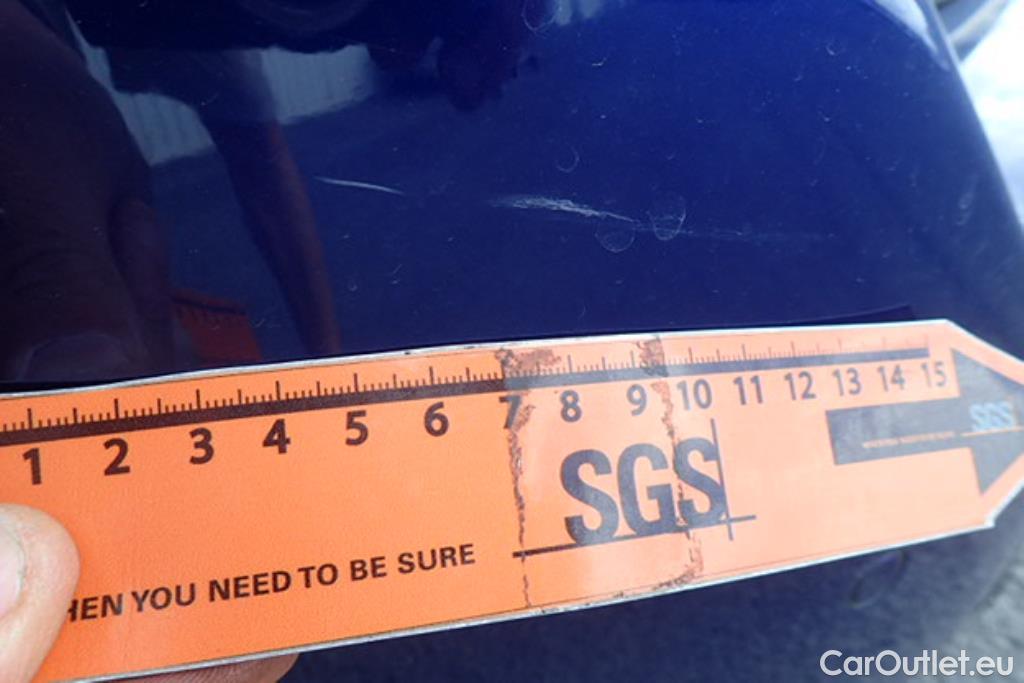 1 2 3 4 5 6 7 8 9 10 11 12 13 14 15
SGS
SGS
HEN YOU NEED TO BE SURE
CarOutlet.eu